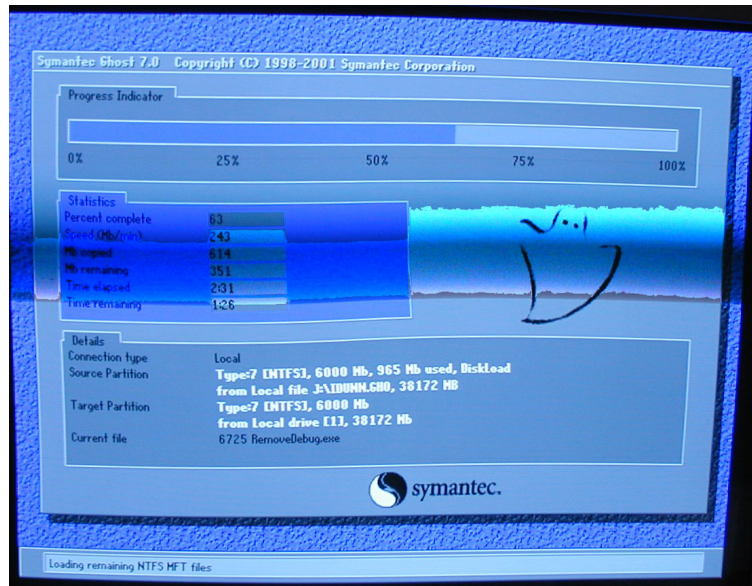 Symantec Ghost 7.0 Copyright (C) 1998-2001 Symantec Corporation
Progress Indicator
0% 25% 50% 75% 100%
Statistics
Percent complete 63
Speed (Mb/min) 243
Mb copied 614
Mb remaining 351
Time elapsed 2:31
Time remaining 1:26
Details
Connection type Local
Source Partition Type:7 [NTFS], 6000 Mb, 965 Mb used, DiskLoad
from Local file J:\IDUMM.GHO, 38172 MB
Target Partition Type:7 [NTFS], 6000 Mb
from Local drive [1], 38172 Mb
Current file 6725 RemoveDebug.exe
symantec.
Loading remaining NTFS MFT files